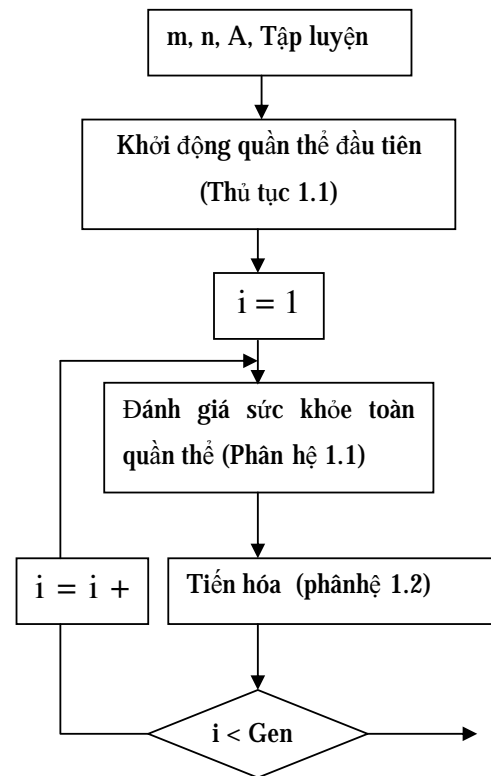 m, n, A, Tập luyện
Khởi động quần thể đầu tiên
(Thủ tục 1.1)
i = 1
Đánh giá sức khỏe toàn
quần thể (Phân hệ 1.1)
i = i +
Tiến hóa (phânhệ 1.2)
i < Gen